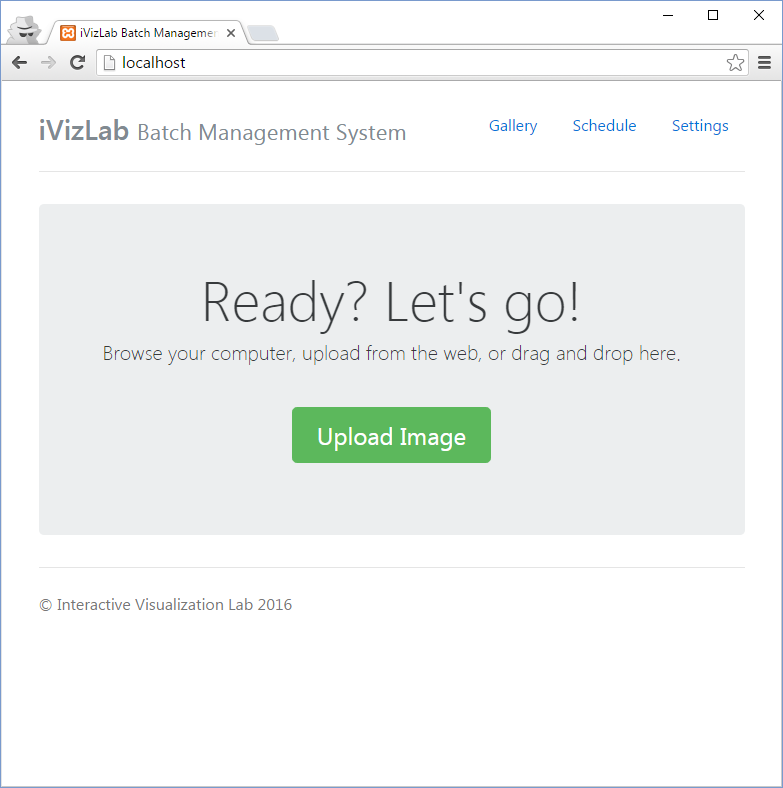 iVizLab Batch Managemen
localhost
iVizLab Batch Management System
Gallery Schedule Settings
Ready? Let's go!
Browse your computer, upload from the web, or drag and drop here.
Upload Image
© Interactive Visualization Lab 2016